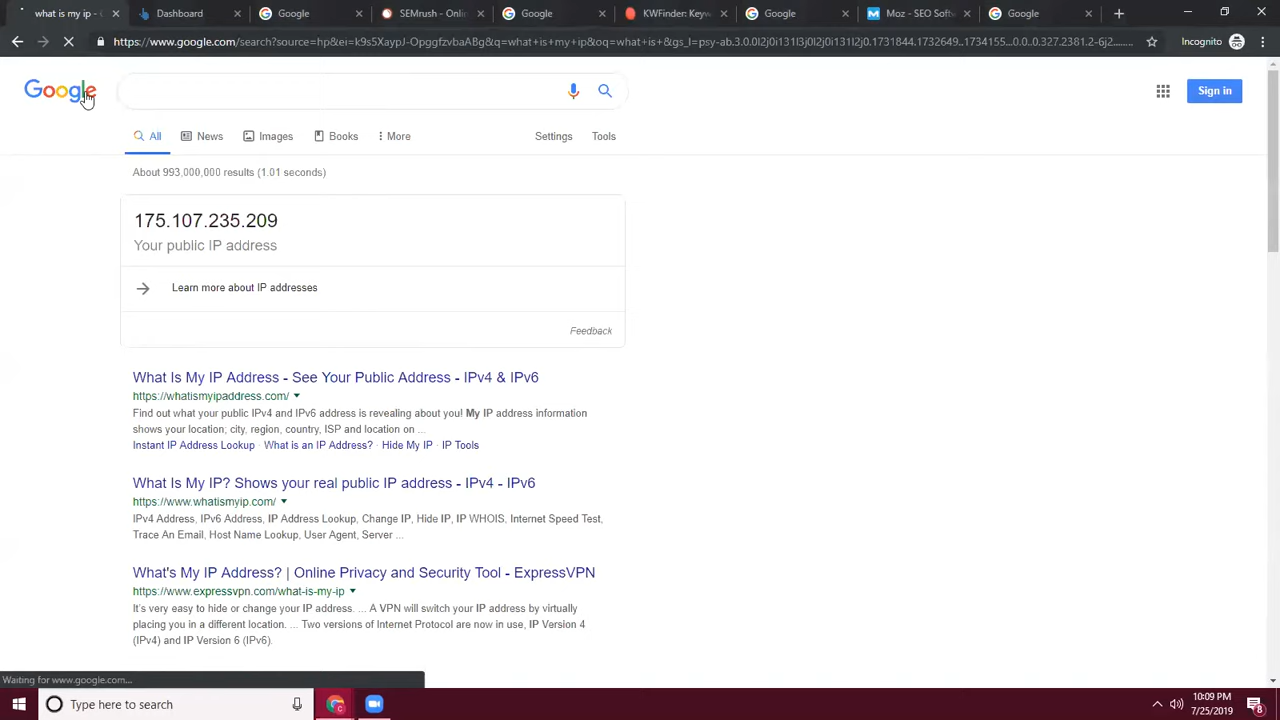 what is my ip - G
Dashboard
Google
SEMrush - Onli
Google
KWFinder: Keyw
Google
Moz - SEO Softw
Google
https://www.google.com/search?source=hp&ei=k9s5XaypJ-OpggfzvbaABg&q=what+is+my+ip&oq=what+is+&gs_l=psy-ab.3.0.0l2j0i131l3j0l2j0i131j0l2.1731844.1732649..1734155...0.0..0.327.2381.2-6j2......
Incognito
Google
Sign in
All
News
Images
Books
More
Settings
Tools
About 993,000,000 results (1.01 seconds)
175.107.235.209
Your public IP address
Learn more about IP addresses
Feedback
What Is My IP Address - See Your Public Address - IPv4 & IPv6
https://whatismyipaddress.com/
Find out what your public IPv4 and IPv6 address is revealing about you! My IP address information
shows your location; city, region, country, ISP and location on ...
Instant IP Address Lookup · What is an IP Address? · Hide My IP · IP Tools
What Is My IP? Shows your real public IP address - IPv4 - IPv6
https://www.whatismyip.com/
IPv4 Address, IPv6 Address, IP Address Lookup, Change IP, Hide IP, IP WHOIS, Internet Speed Test,
Trace An Email, Host Name Lookup, User Agent, Server ...
What's My IP Address? | Online Privacy and Security Tool - ExpressVPN
https://www.expressvpn.com/what-is-my-ip
It's very easy to hide or change your IP address. ... A VPN will switch your IP address by virtually
placing you in a different location. ... Two versions of Internet Protocol are now in use, IP Version 4
(IPv4) and IP Version 6 (IPv6).
Waiting for www.google.com...
Type here to search
10:09 PM
7/25/2019
8